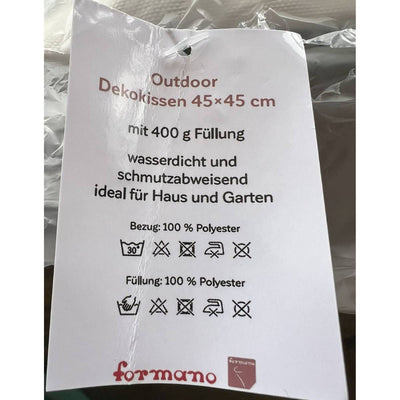 Outdoor
Dekokissen 45×45 cm
mit 400 g Füllung
wasserdicht und
schmutzabweisend
ideal für Haus und Garten
Bezug: 100 % Polyester
30°
Füllung: 100 % Polyester
formano
formano